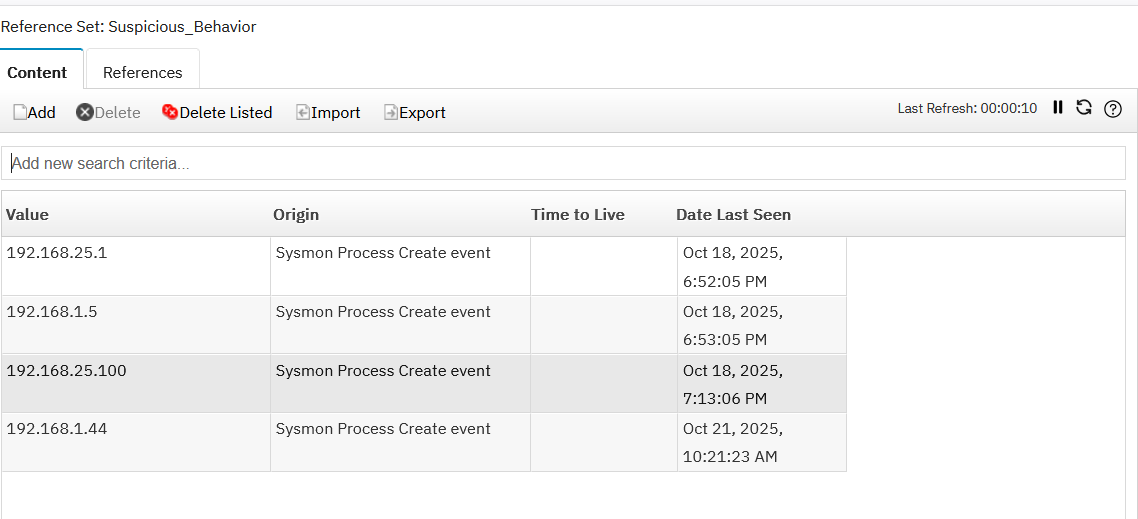 Reference Set: Suspicious_Behavior
Content References
Add Delete Delete Listed Import Export Last Refresh: 00:00:10
Add new search criteria...
Value Origin Time to Live Date Last Seen
192.168.25.1 Sysmon Process Create event Oct 18, 2025,
6:52:05 PM
192.168.1.5 Sysmon Process Create event Oct 18, 2025,
6:53:05 PM
192.168.25.100 Sysmon Process Create event Oct 18, 2025,
7:13:06 PM
192.168.1.44 Sysmon Process Create event Oct 21, 2025,
10:21:23 AM